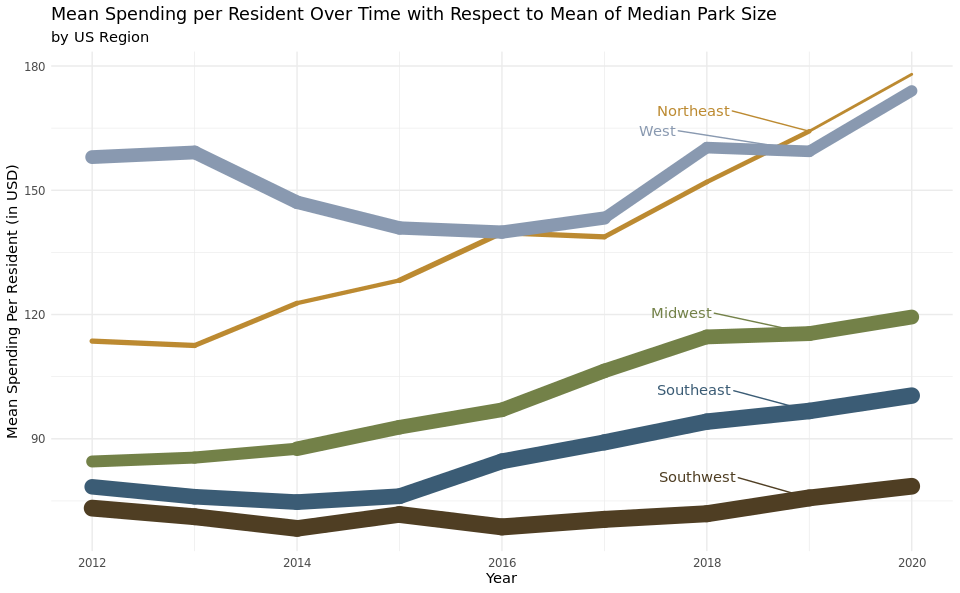 Mean Spending per Resident Over Time with Respect to Mean of Median Park Size
by US Region
180
150
120
90
Mean Spending Per Resident (in USD)
Northeast
West
Midwest
Southeast
Southwest
2012
2014
2016
2018
2020
Year